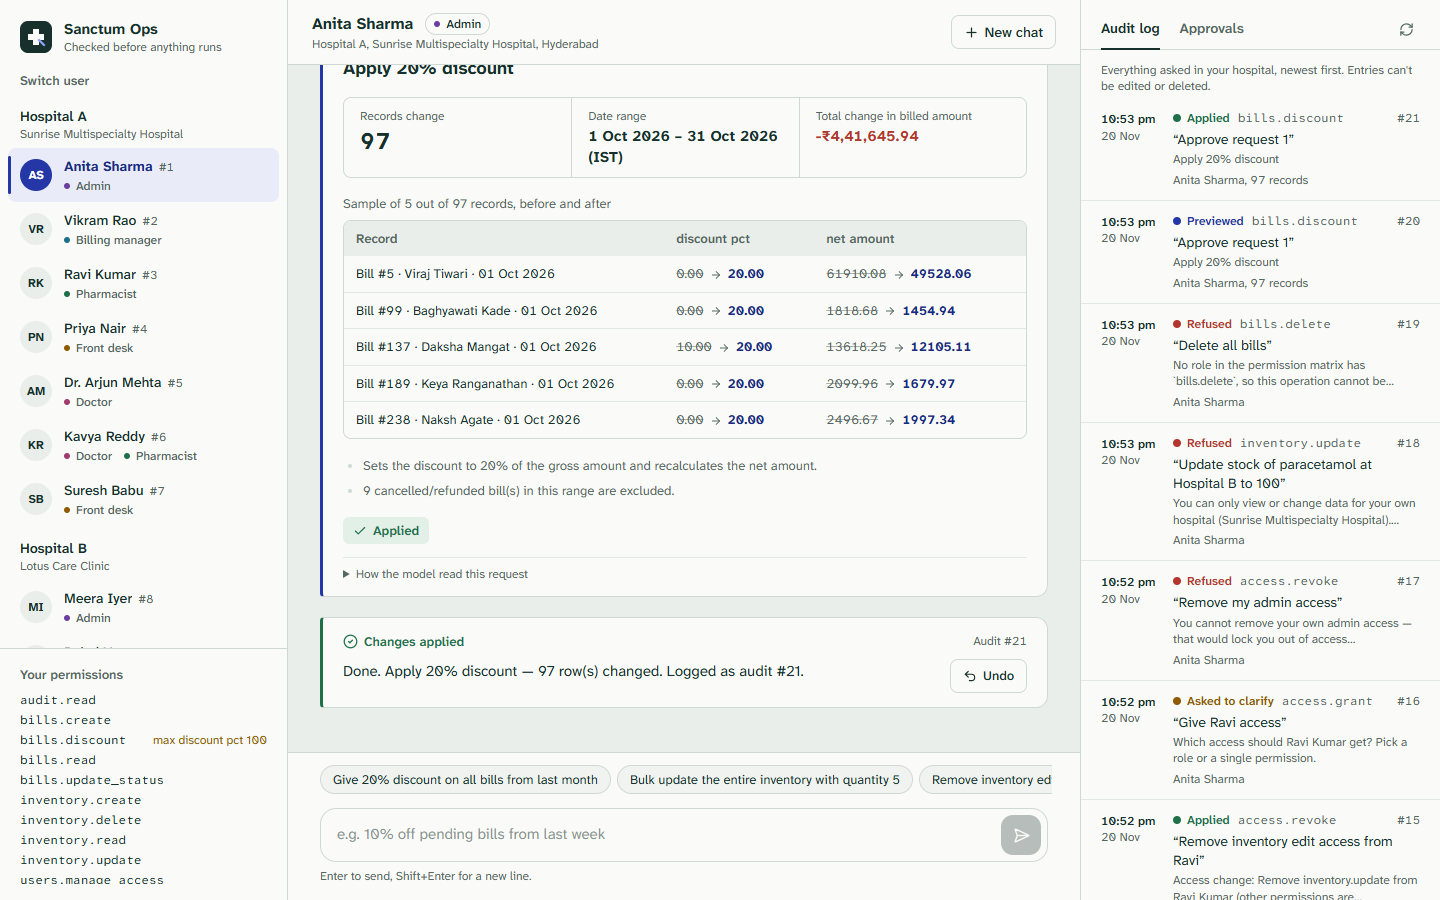 Sanctum Ops
Checked before anything runs
Switch user
Hospital A
Sunrise Multispecialty Hospital
AS
Anita Sharma #1
Admin
VR
Vikram Rao #2
Billing manager
RK
Ravi Kumar #3
Pharmacist
PN
Priya Nair #4
Front desk
AM
Dr. Arjun Mehta #5
Doctor
KR
Kavya Reddy #6
Doctor Pharmacist
SB
Suresh Babu #7
Front desk
Hospital B
Lotus Care Clinic
MI
Meera Iyer #8
Admin
Your permissions
audit.read
bills.create
bills.discount max discount pct 100
bills.read
bills.update_status
inventory.create
inventory.delete
inventory.read
inventory.update
users.manage_access
Anita Sharma Admin
Hospital A, Sunrise Multispecialty Hospital, Hyderabad
New chat
Apply 20% discount
Records change
97
Date range
1 Oct 2026 – 31 Oct 2026
(IST)
Total change in billed amount
-₹4,41,645.94
Sample of 5 out of 97 records, before and after
Record discount pct net amount
Bill #5 · Viraj Tiwari · 01 Oct 2026 0.00 → 20.00 61910.08 → 49528.06
Bill #99 · Baghyawati Kade · 01 Oct 2026 0.00 → 20.00 1818.68 → 1454.94
Bill #137 · Daksha Mangat · 01 Oct 2026 10.00 → 20.00 13618.25 → 12105.11
Bill #189 · Keya Ranganathan · 01 Oct 2026 0.00 → 20.00 2099.96 → 1679.97
Bill #238 · Naksh Agate · 01 Oct 2026 0.00 → 20.00 2496.67 → 1997.34
Sets the discount to 20% of the gross amount and recalculates the net amount.
9 cancelled/refunded bill(s) in this range are excluded.
Applied
How the model read this request
Changes applied Audit #21
Done. Apply 20% discount — 97 row(s) changed. Logged as audit #21.
Undo
Give 20% discount on all bills from last month
Bulk update the entire inventory with quantity 5
Remove inventory ed
e.g. 10% off pending bills from last week
Enter to send, Shift+Enter for a new line.
Audit log Approvals
Everything asked in your hospital, newest first. Entries can't
be edited or deleted.
10:53 pm Applied bills.discount #21
20 Nov
“Approve request 1”
Apply 20% discount
Anita Sharma, 97 records
10:53 pm Previewed bills.discount #20
20 Nov
“Approve request 1”
Apply 20% discount
Anita Sharma, 97 records
10:53 pm Refused bills.delete #19
20 Nov
“Delete all bills”
No role in the permission matrix has
`bills.delete`, so this operation cannot be…
Anita Sharma
10:53 pm Refused inventory.update #18
20 Nov
“Update stock of paracetamol at
Hospital B to 100”
You can only view or change data for your own
hospital (Sunrise Multispecialty Hospital)….
Anita Sharma
10:52 pm Refused access.revoke #17
20 Nov
“Remove my admin access”
You cannot remove your own admin access —
that would lock you out of access…
Anita Sharma
10:52 pm Asked to clarify access.grant #16
20 Nov
“Give Ravi access”
Which access should Ravi Kumar get? Pick a
role or a single permission.
Anita Sharma
10:52 pm Applied access.revoke #15
20 Nov
“Remove inventory edit access from
Ravi”
Access change: Remove inventory.update from
Ravi Kumar (other permissions are…